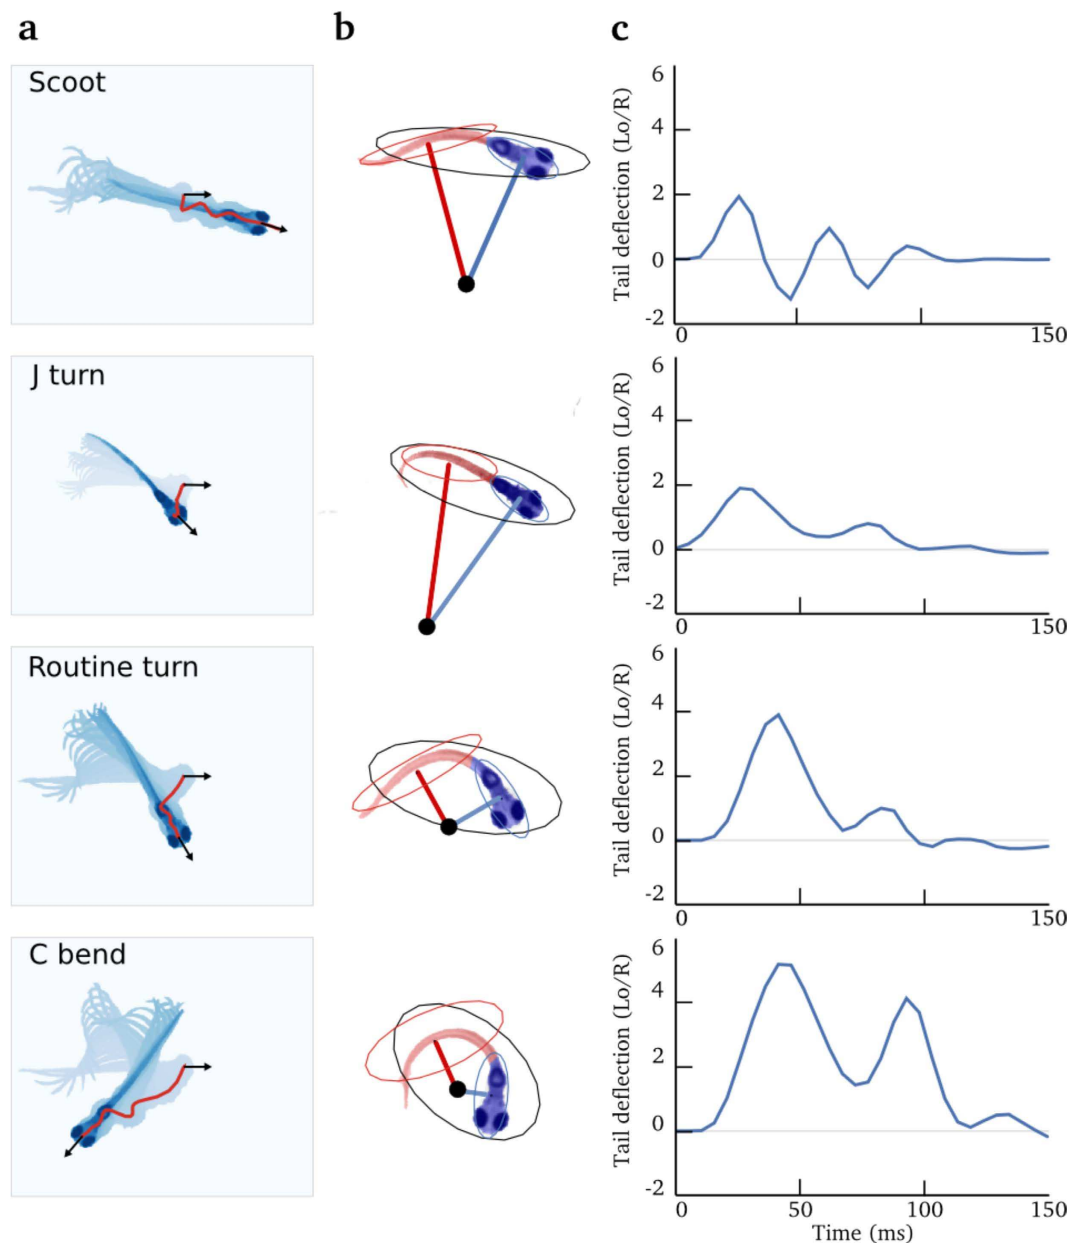 a b c
Scoot
Tail deflection (Lo/R)
6
4
2
0
-2
0 150
J turn
Tail deflection (Lo/R)
6
4
2
0
-2
0 150
Routine turn
Tail deflection (Lo/R)
6
4
2
0
-2
0 150
C bend
Tail deflection (Lo/R)
6
4
2
0
-2
0 50 100 150
Time (ms)